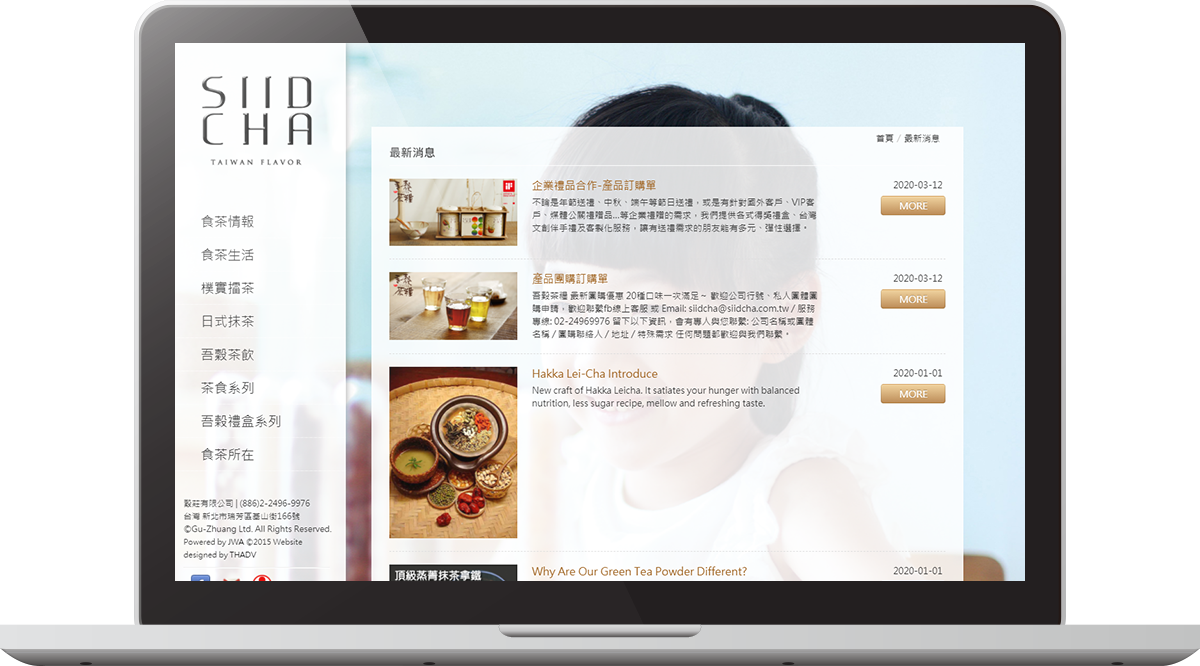 SIID
CHA
TAIWAN FLAVOR
食茶情報
食茶生活
樸實擂茶
日式抹茶
吾穀茶飲
茶食系列
吾穀禮盒系列
食茶所在
穀莊有限公司 | (886)2-2496-9976
台灣 新北市瑞芳區基山街166號
©Gu-Zhuang Ltd. All Rights Reserved.
Powered by JWA ©2015 Website
designed by THADV
首頁 / 最新消息
最新消息
企業禮品合作-產品訂購單
2020-03-12
不論是年節送禮、中秋、端午等節日送禮，或是有針對國外客戶、VIP客
戶、媒體公關禮贈品...等企業禮贈的需求，我們提供各式得獎禮盒、台灣
文創伴手禮及客製化服務，讓有送禮需求的朋友能有多元、彈性選擇。
MORE
產品團購訂購單
2020-03-12
吾穀茶糧 最新團購優惠 20種口味一次滿足～ 歡迎公司行號、私人團體團
購申請，歡迎聯繫fb線上客服 或 Email: siidcha@siidcha.com.tw / 服務
專線: 02-24969976 留下以下資訊，會有專人與您聯繫: 公司名稱或團體
名稱 / 團購聯絡人 / 地址 / 特殊需求 任何問題都歡迎與我們聯繫。
MORE
Hakka Lei-Cha Introduce
2020-01-01
New craft of Hakka Leicha. It satiates your hunger with balanced
nutrition, less sugar recipe, mellow and refreshing taste.
MORE
頂級蒸菁抹茶拿鐵
Why Are Our Green Tea Powder Different?
2020-01-01